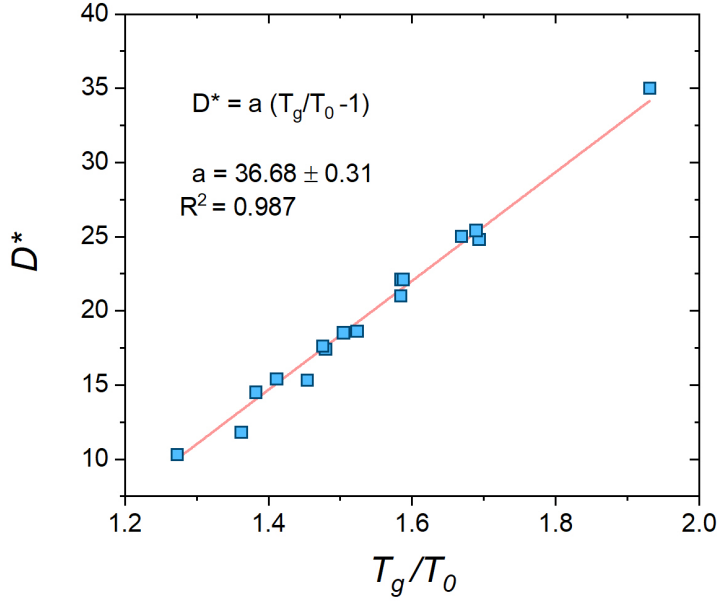 40
35
30
25
20
15
10
D*
D* = a (Tg/T0 -1)
a = 36.68 ± 0.31
R² = 0.987
1.2 1.4 1.6 1.8 2.0
Tg/T0